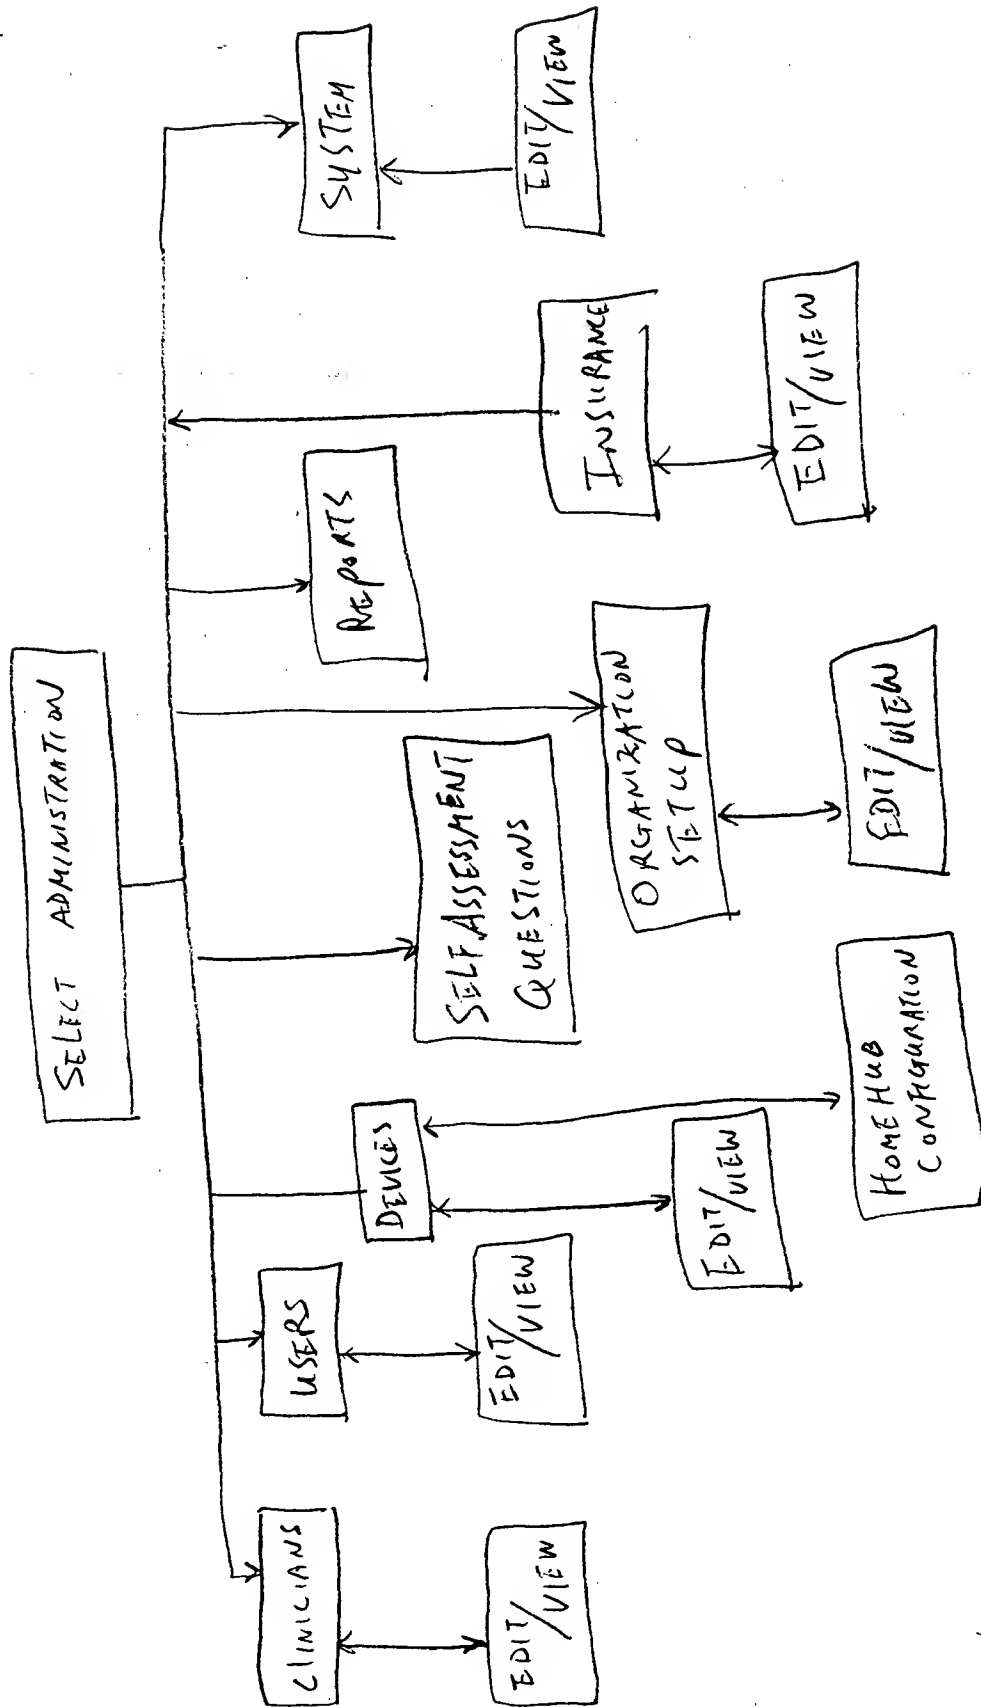 SELECT ADMINISTRATION
CLINICIANS
EDIT/VIEW
USERS
EDIT/VIEW
DEVICES
EDIT/VIEW
HOME HUB
CONFIGURATION
SELF ASSESSMENT
QUESTIONS
ORGANIZATION
SETUP
EDIT/VIEW
REPORTS
INSURANCE
EDIT/VIEW
SYSTEM
EDIT/VIEW